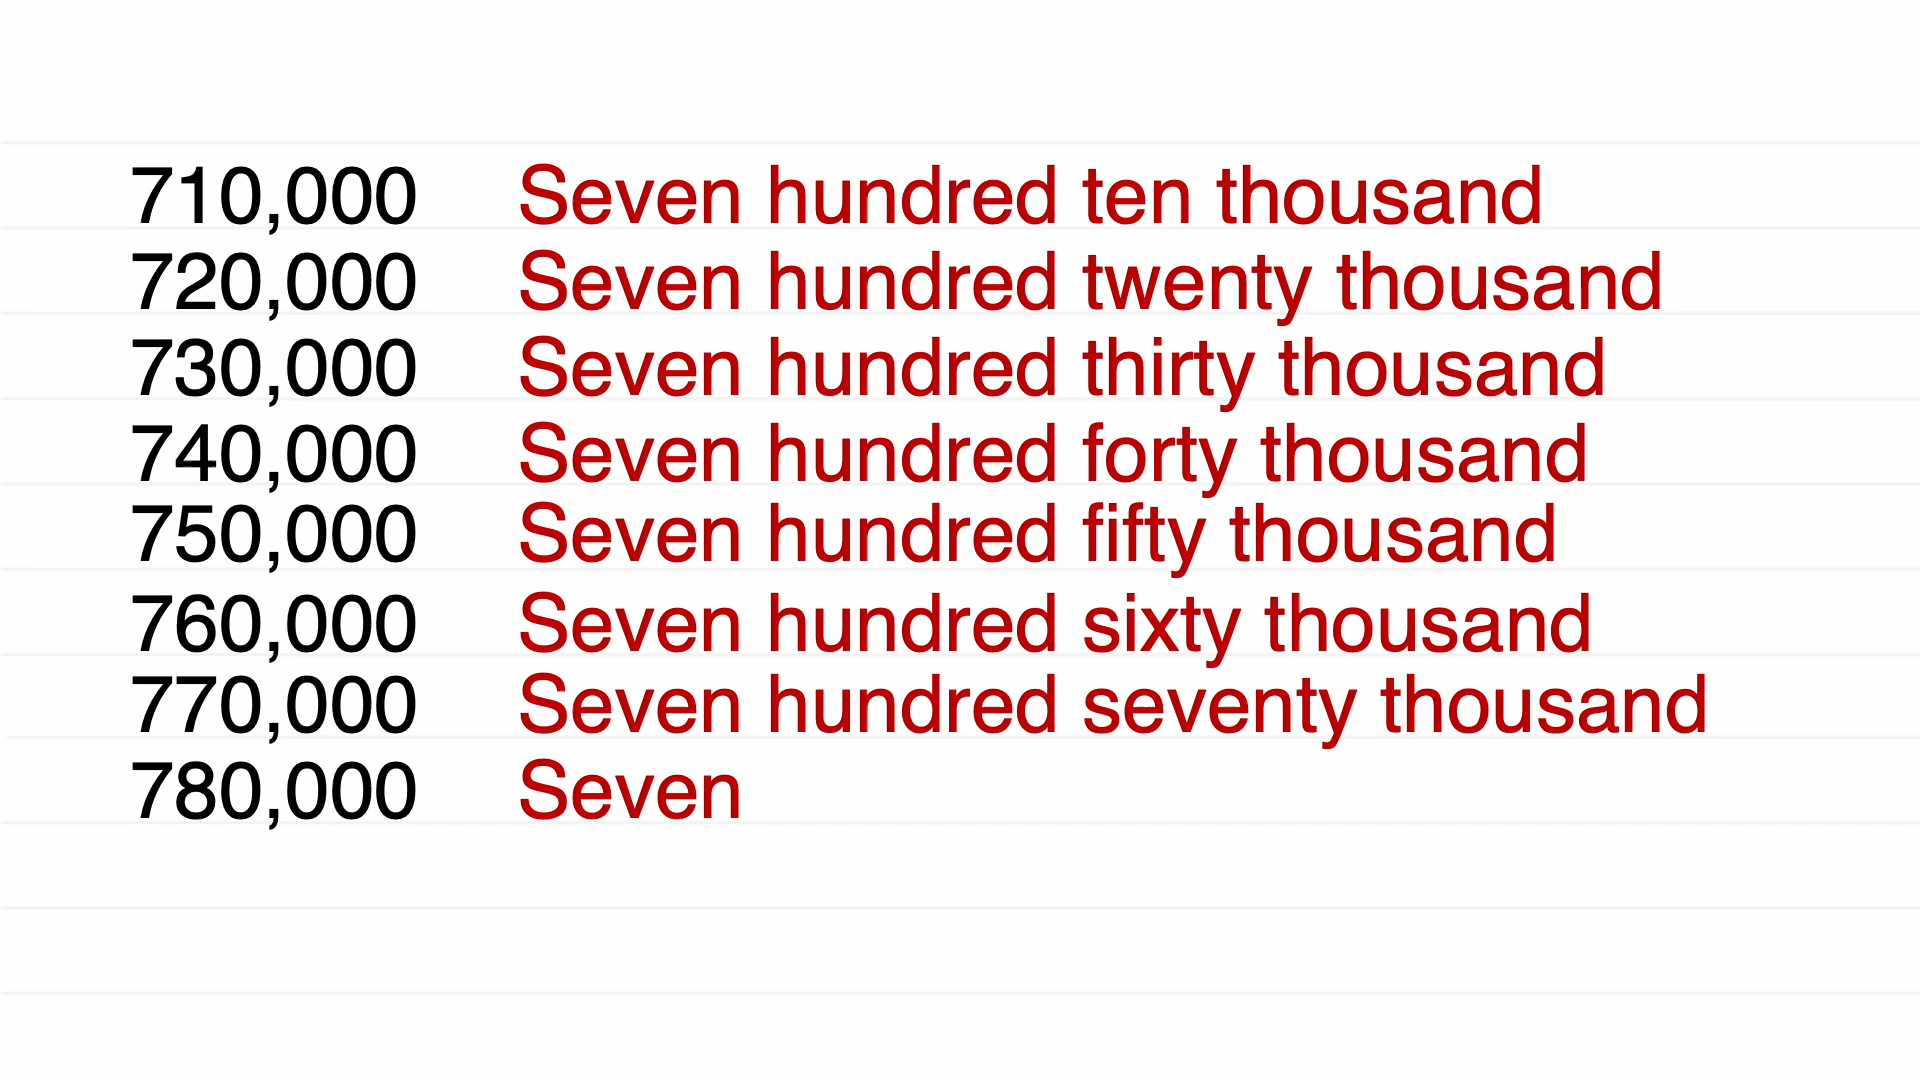 710,000 Seven hundred ten thousand
720,000 Seven hundred twenty thousand
730,000 Seven hundred thirty thousand
740,000 Seven hundred forty thousand
750,000 Seven hundred fifty thousand
760,000 Seven hundred sixty thousand
770,000 Seven hundred seventy thousand
780,000 Seven